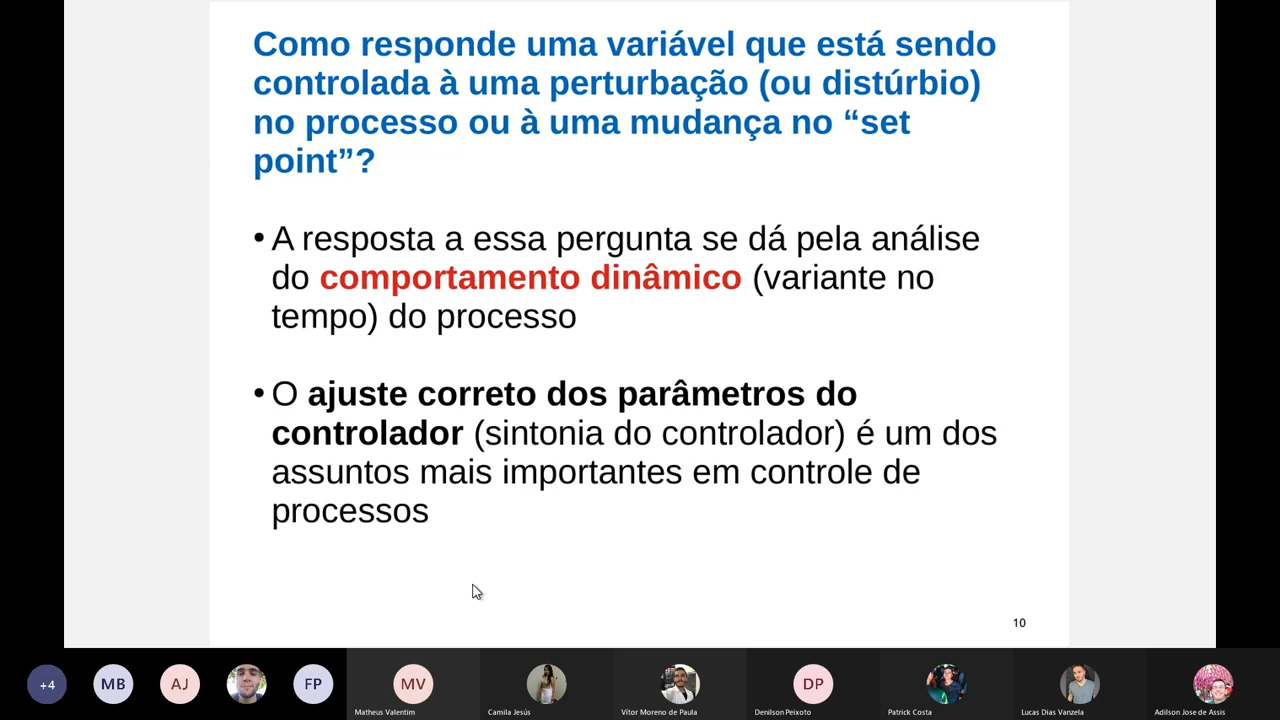 Como responde uma variável que está sendo
controlada à uma perturbação (ou distúrbio)
no processo ou à uma mudança no “set
point”?
• A resposta a essa pergunta se dá pela análise
do comportamento dinâmico (variante no
tempo) do processo
• O ajuste correto dos parâmetros do
controlador (sintonia do controlador) é um dos
assuntos mais importantes em controle de
processos
10
+4 MB AJ FP MV DP
Matheus Valentim Camila Jesús Vítor Moreno de Paula Denilson Peixoto Patrick Costa Lucas Dias Vanzela Adilson Jose de Assis